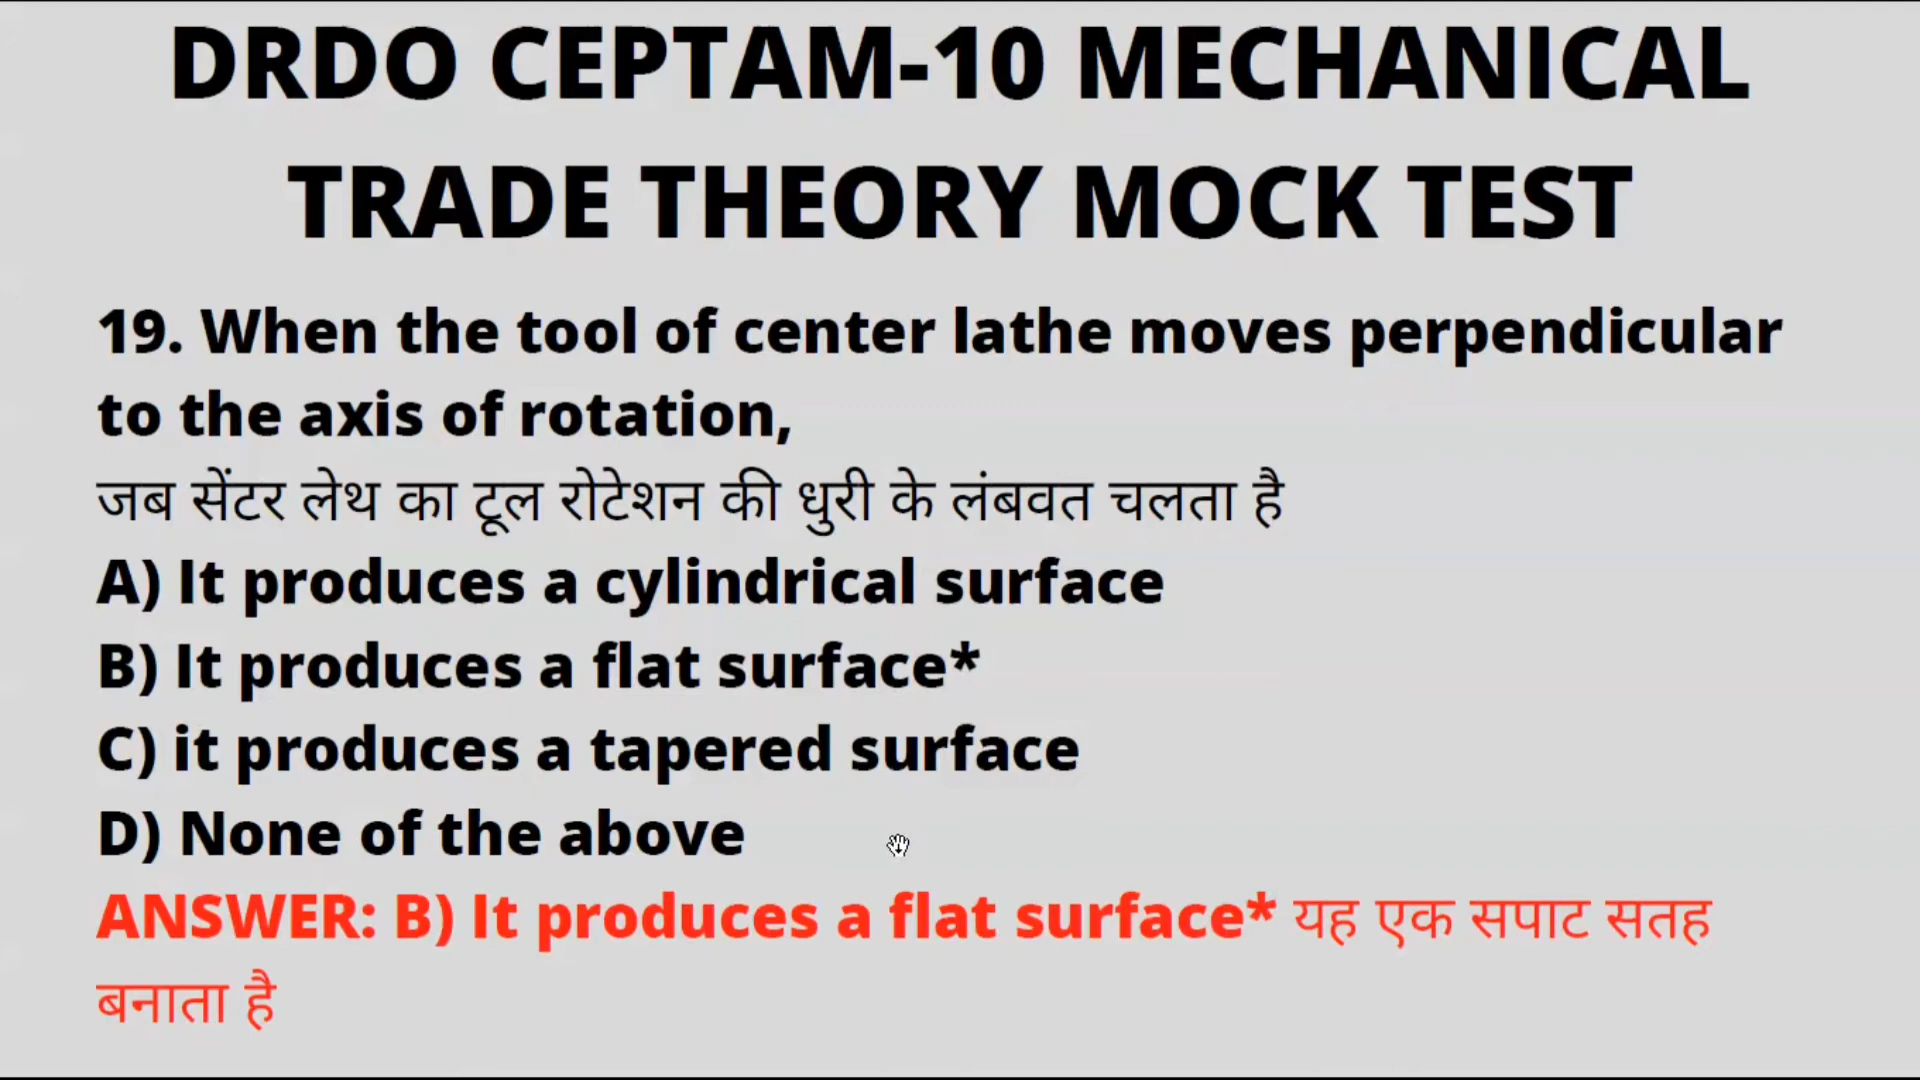 DRDO CEPTAM-10 MECHANICAL
TRADE THEORY MOCK TEST
19. When the tool of center lathe moves perpendicular
to the axis of rotation,
जब सेंटर लेथ का टूल रोटेशन की धुरी के लंबवत चलता है
A) It produces a cylindrical surface
B) It produces a flat surface*
C) it produces a tapered surface
D) None of the above
ANSWER: B) It produces a flat surface* यह एक सपाट सतह
बनाता है